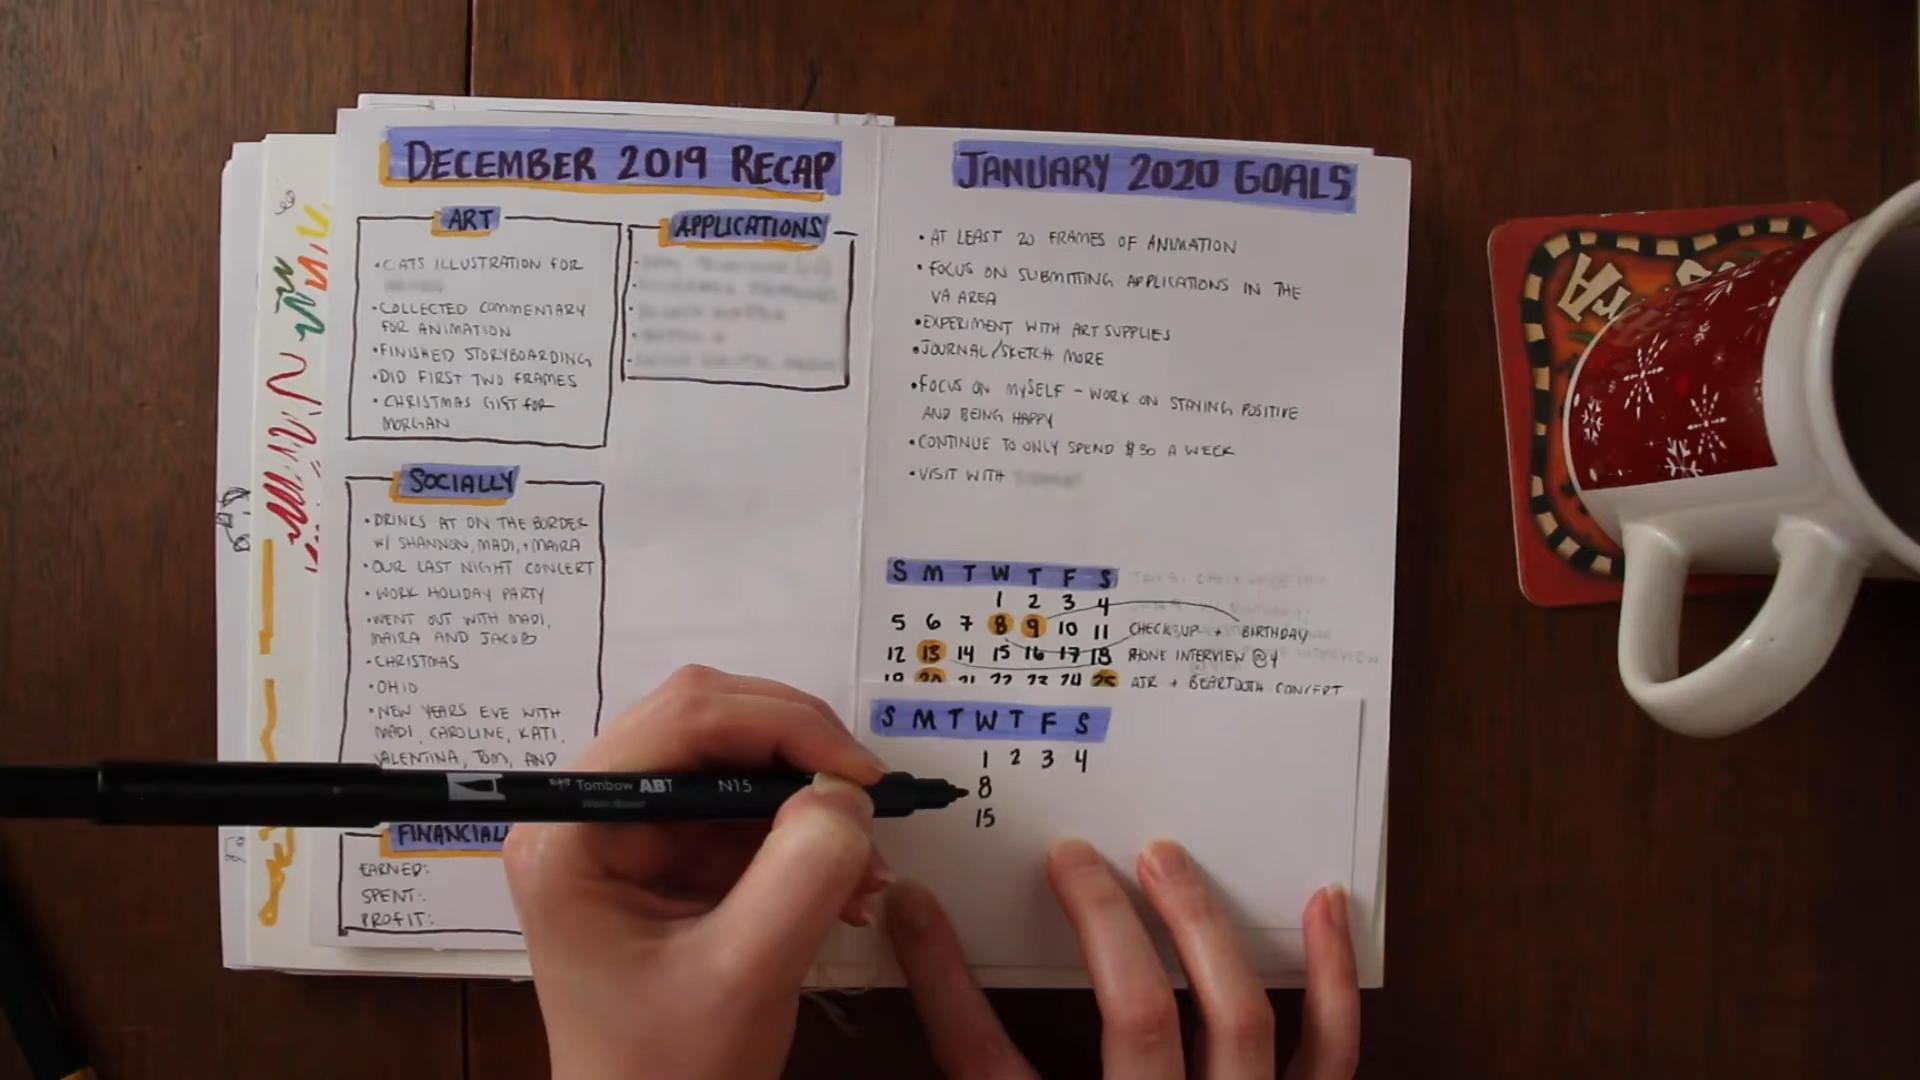 DECEMBER 2019 RECAP
ART
• CATS ILLUSTRATION FOR
• COLLECTED COMMENTARY
FOR ANIMATION
• FINISHED STORYBOARDING
• DID FIRST TWO FRAMES
• CHRISTMAS GIFT FOR
MORGAN
APPLICATIONS
SOCIALLY
• DRINKS AT ON THE BORDER
W/ SHANNON, MADI, + MAIRA
• OUR LAST NIGHT CONCERT
• WORK HOLIDAY PARTY
• WENT OUT WITH MADI,
MAIRA AND JACOB
• CHRISTMAS
• OHIO
• NEW YEARS EVE WITH
MADI, CAROLINE, KATI,
VALENTINA, TOM, AND
FINANCIAL
EARNED:
SPENT:
PROFIT:
JANUARY 2020 GOALS
• AT LEAST 20 FRAMES OF ANIMATION
• FOCUS ON SUBMITTING APPLICATIONS IN THE
VA AREA
• EXPERIMENT WITH ART SUPPLIES
• JOURNAL/SKETCH MORE
• FOCUS ON MYSELF - WORK ON STAYING POSITIVE
AND BEING HAPPY
• CONTINUE TO ONLY SPEND $30 A WEEK
• VISIT WITH
S M T W T F S
1 2 3 4
5 6 7 8 9 10 11 CHECKUP + BIRTHDAY
12 13 14 15 16 17 18 PHONE INTERVIEW @4
19 20 21 22 23 24 25 AIR + BEARTOOTH CONCERT
S M T W T F S
1 2 3 4
8
15
Tombow ABT N15